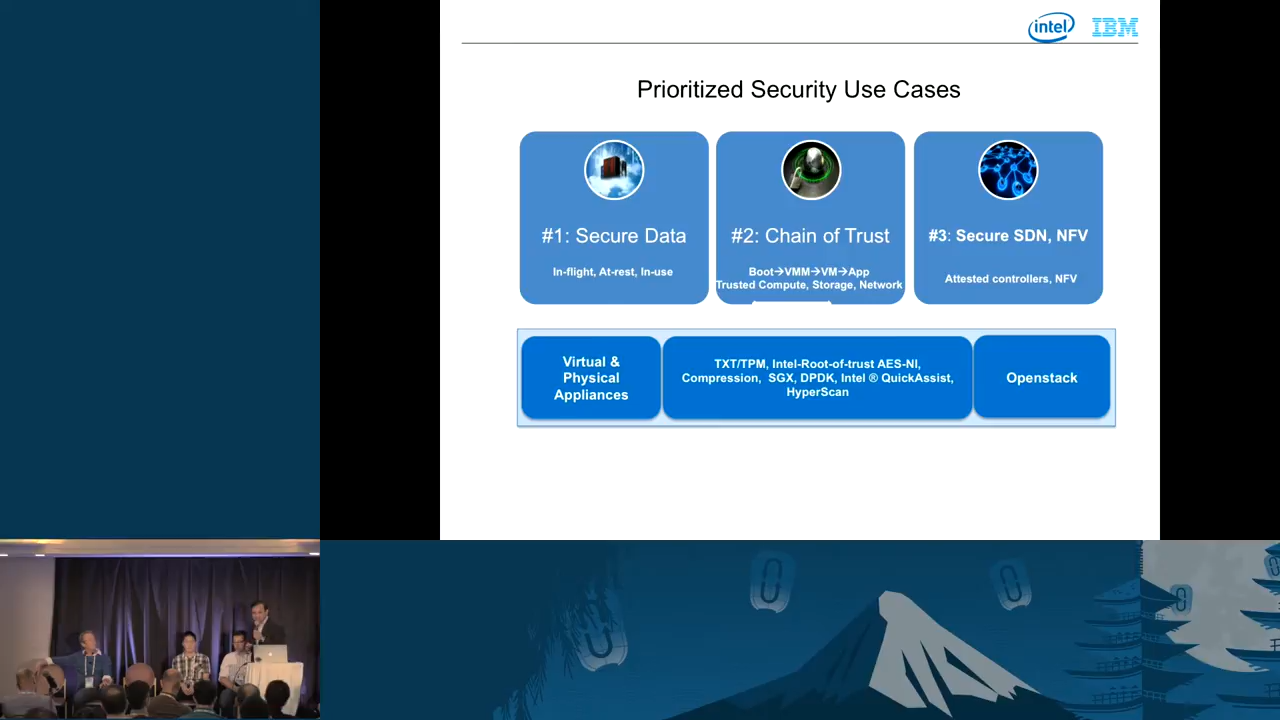 intel IBM
Prioritized Security Use Cases
#1: Secure Data
In-flight, At-rest, In-use
#2: Chain of Trust
Boot→VMM→VM→App
Trusted Compute, Storage, Network
#3: Secure SDN, NFV
Attested controllers, NFV
Virtual &
Physical
Appliances
TXT/TPM, Intel-Root-of-trust AES-NI,
Compression, SGX, DPDK, Intel ® QuickAssist,
HyperScan
Openstack